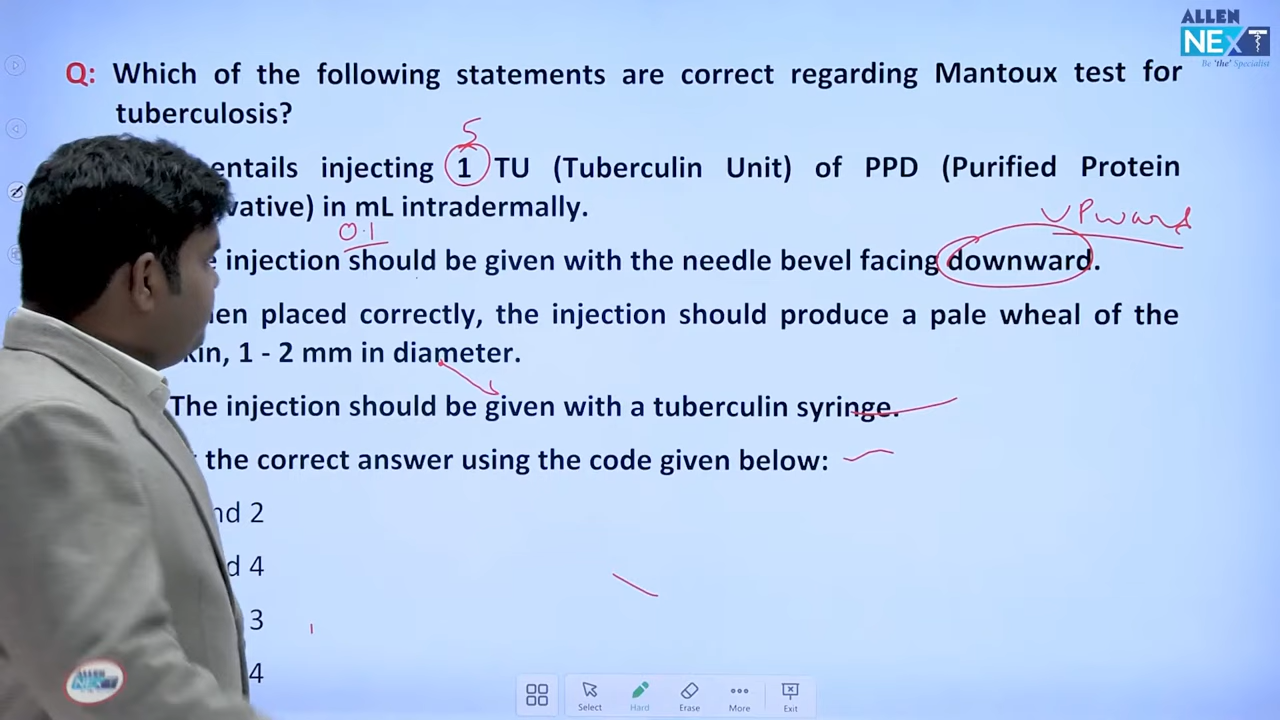 ALLEN
NEXT
Be 'the' Specialist
Q: Which of the following statements are correct regarding Mantoux test for
tuberculosis?
5
entails injecting 1 TU (Tuberculin Unit) of PPD (Purified Protein
vative) in mL intradermally.
0.1
upward
injection should be given with the needle bevel facing downward.
placed correctly, the injection should produce a pale wheal of the
1 - 2 mm in diameter.
The injection should be given with a tuberculin syringe.
the correct answer using the code given below:
2
4
3
4
ALLEN
NEXT
Select
Hard
Erase
More
Exit